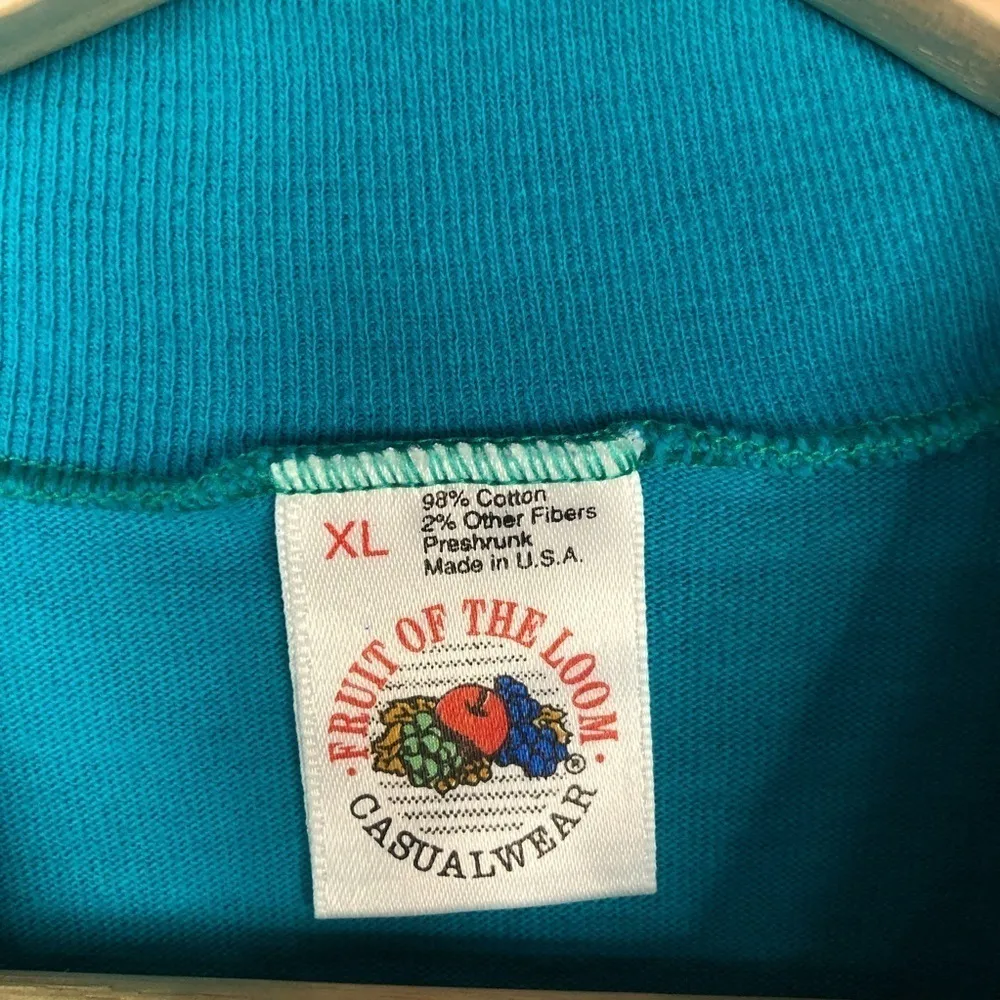 XL
98% Cotton
2% Other Fibers
Preshrunk
Made in U.S.A.
·FRUIT OF THE LOOM·
®
CASUALWEAR